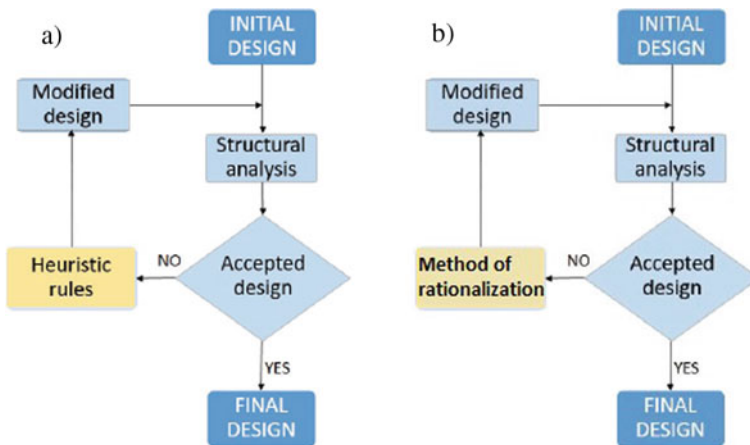 a)
INITIAL
DESIGN
Modified
design
Structural
analysis
Heuristic
rules
NO
Accepted
design
YES
FINAL
DESIGN
b)
INITIAL
DESIGN
Modified
design
Structural
analysis
Method of
rationalization
NO
Accepted
design
YES
FINAL
DESIGN